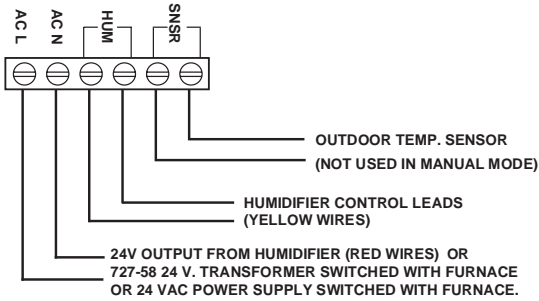 AC L
AC N
HUM
SNSR
OUTDOOR TEMP. SENSOR
(NOT USED IN MANUAL MODE)
HUMIDIFIER CONTROL LEADS
(YELLOW WIRES)
24V OUTPUT FROM HUMIDIFIER (RED WIRES) OR
727-58 24 V. TRANSFORMER SWITCHED WITH FURNACE
OR 24 VAC POWER SUPPLY SWITCHED WITH FURNACE.